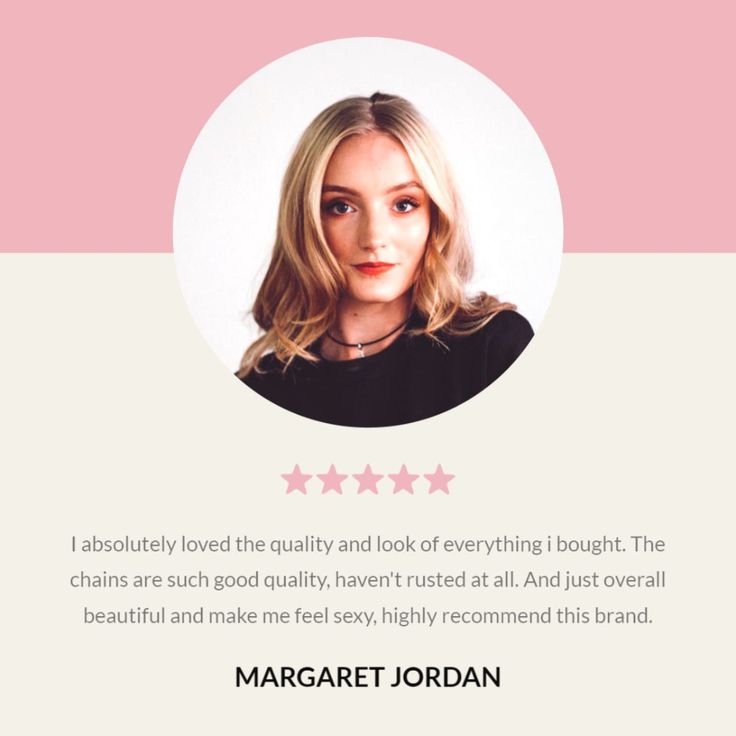 I absolutely loved the quality and look of everything i bought. The
chains are such good quality, haven't rusted at all. And just overall
beautiful and make me feel sexy, highly recommend this brand.
MARGARET JORDAN